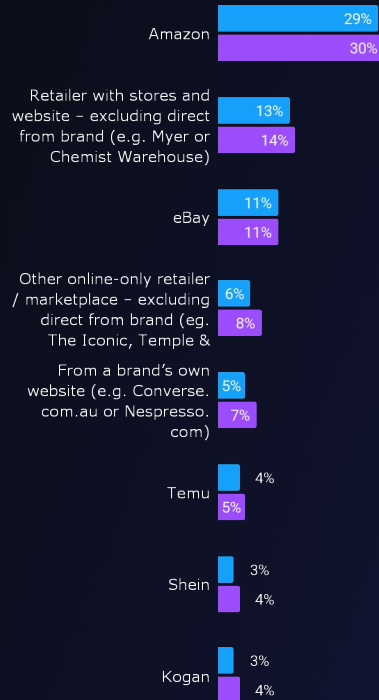 Amazon
29%
30%
Retailer with stores and
website – excluding direct
from brand (e.g. Myer or
Chemist Warehouse)
13%
14%
eBay
11%
11%
Other online-only retailer
/ marketplace – excluding
direct from brand (eg.
The Iconic, Temple &
6%
8%
From a brand’s own
website (e.g. Converse.
com.au or Nespresso.
com)
5%
7%
Temu
4%
5%
Shein
3%
4%
Kogan
3%
4%